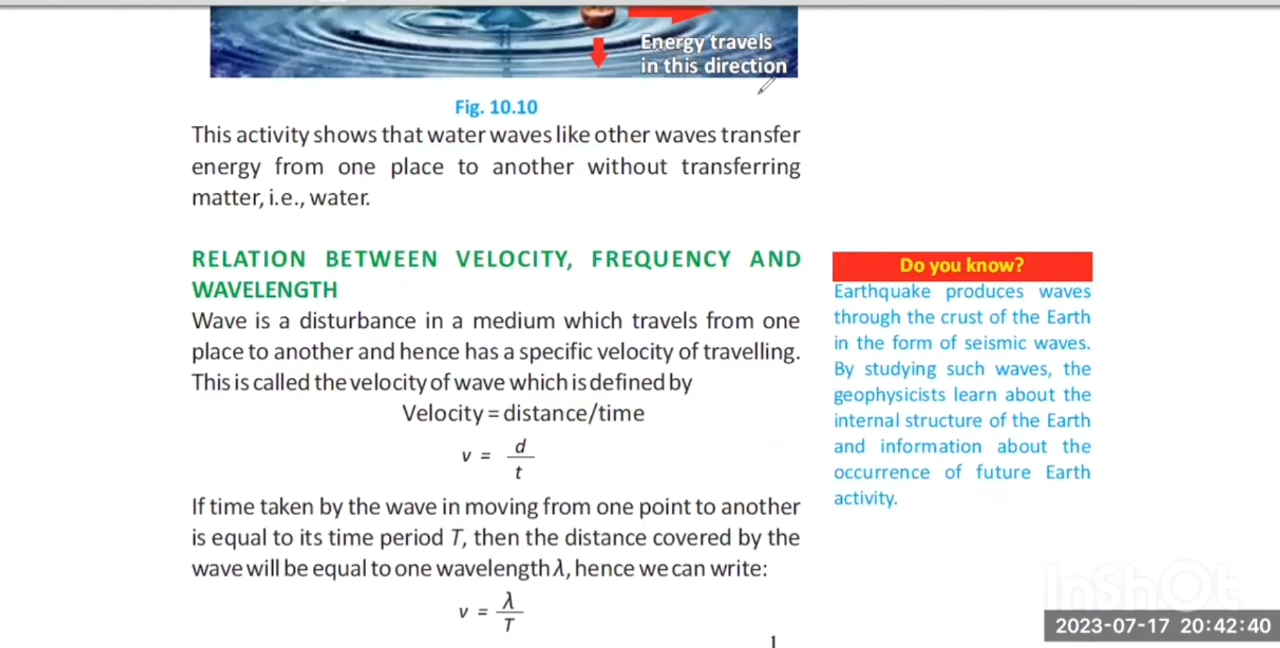 Energy travels
in this direction
Fig. 10.10
This activity shows that water waves like other waves transfer
energy from one place to another without transferring
matter, i.e., water.
RELATION BETWEEN VELOCITY, FREQUENCY AND
WAVELENGTH
Wave is a disturbance in a medium which travels from one
place to another and hence has a specific velocity of travelling.
This is called the velocity of wave which is defined by
Velocity = distance/time
v = d/t
If time taken by the wave in moving from one point to another
is equal to its time period T, then the distance covered by the
wave will be equal to one wavelength λ, hence we can write:
v = λ/T
1
Do you know?
Earthquake produces waves
through the crust of the Earth
in the form of seismic waves.
By studying such waves, the
geophysicists learn about the
internal structure of the Earth
and information about the
occurrence of future Earth
activity.
InShOt
2023-07-17 20:42:40